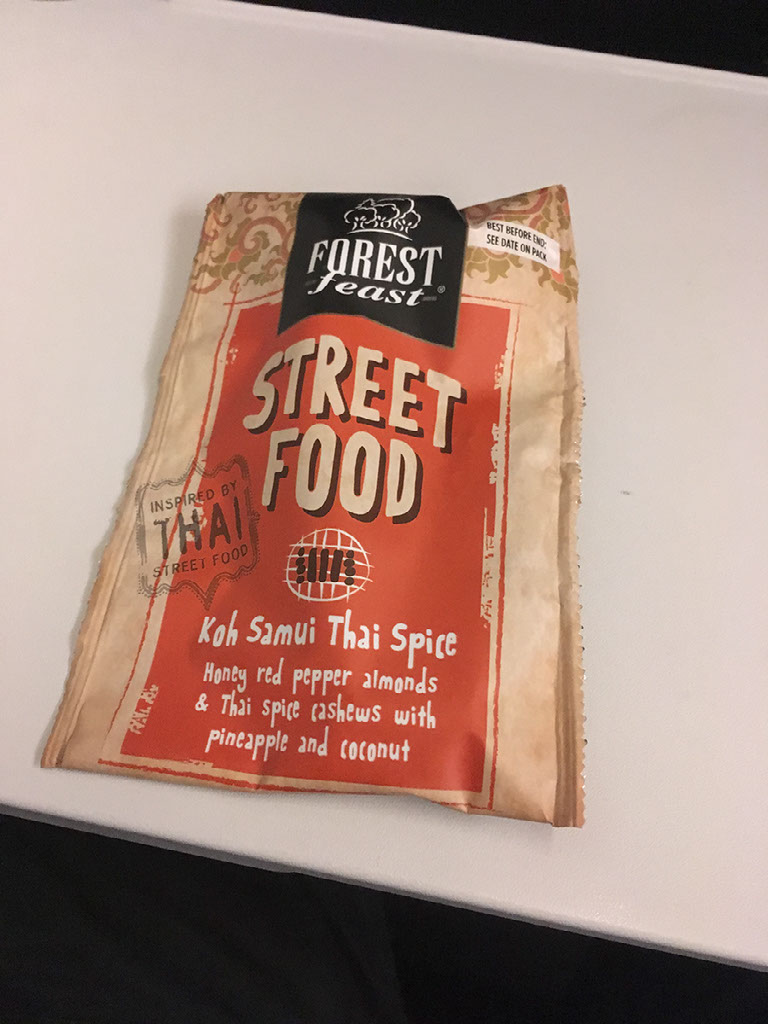 FOREST
feast®
BEST BEFORE END:
SEE DATE ON PACK
STREET
FOOD
INSPIRED BY
THAI
STREET FOOD
Koh Samui Thai Spice
Honey red pepper almonds
& Thai spice cashews with
pineapple and coconut